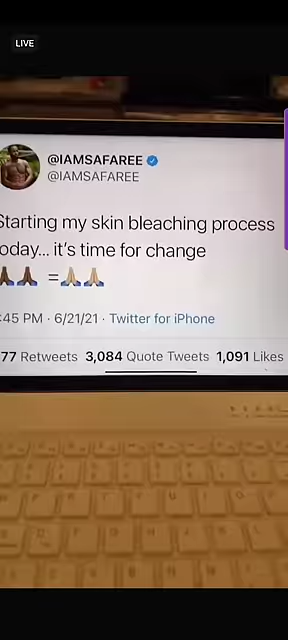 LIVE
@IAMSAFAREE
@IAMSAFAREE
Starting my skin bleaching process
today... it's time for change
🙏🏿🙏🏿 =🙏🏼🙏🏼
:45 PM · 6/21/21 · Twitter for iPhone
77 Retweets 3,084 Quote Tweets 1,091 Likes